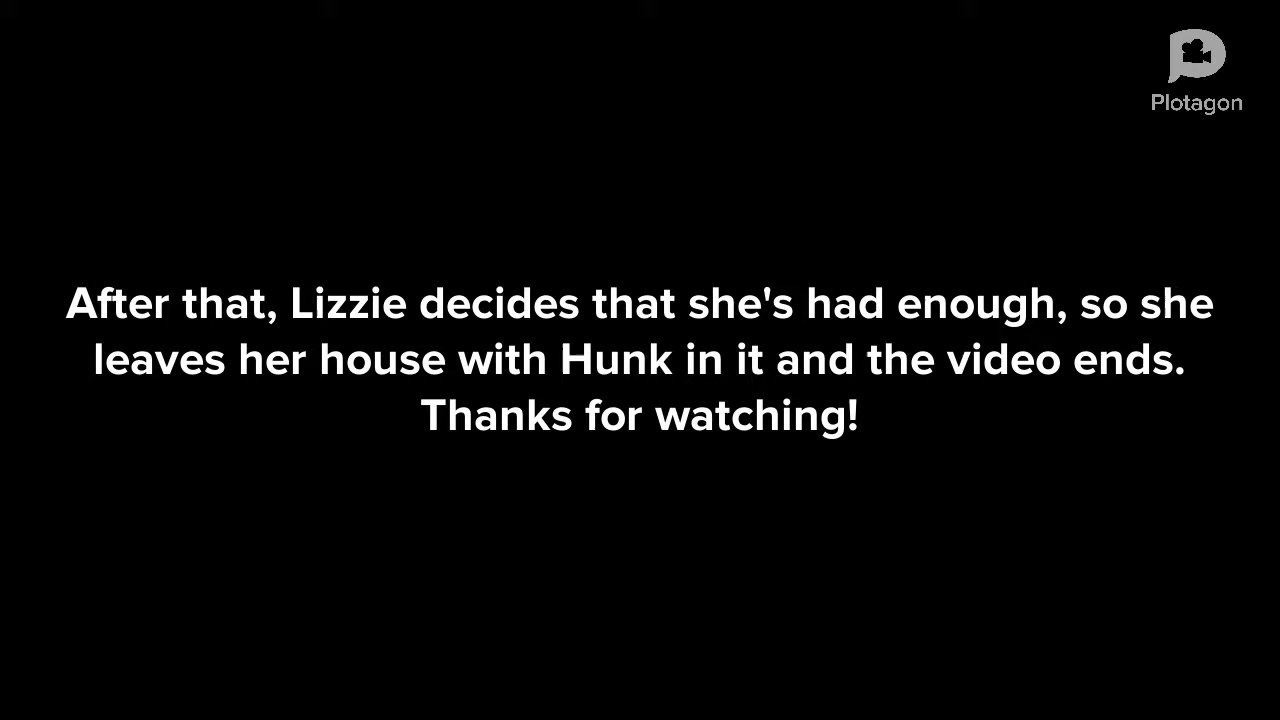 Plotagon
After that, Lizzie decides that she's had enough, so she
leaves her house with Hunk in it and the video ends.
Thanks for watching!